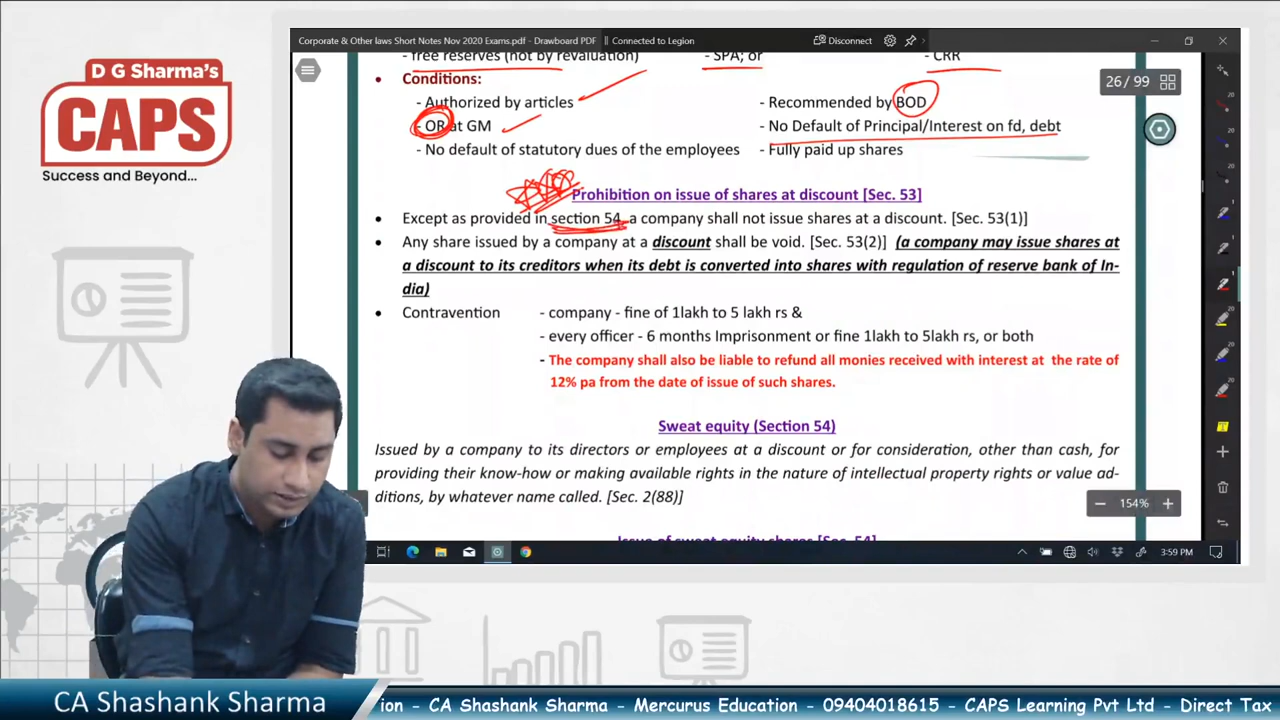 D G Sharma's
CAPS
Success and Beyond...
Corporate & Other laws Short Notes Nov 2020 Exams.pdf - Drawboard PDF
Connected to Legion
Disconnect
26 / 99
- free reserves (not by revaluation) - SPA; or - CRR
• Conditions:
- Authorized by articles - Recommended by BOD
- OR at GM - No Default of Principal/Interest on fd, debt
- No default of statutory dues of the employees - Fully paid up shares
Prohibition on issue of shares at discount [Sec. 53]
• Except as provided in section 54, a company shall not issue shares at a discount. [Sec. 53(1)]
• Any share issued by a company at a discount shall be void. [Sec. 53(2)] (a company may issue shares at
a discount to its creditors when its debt is converted into shares with regulation of reserve bank of In-
dia)
• Contravention - company - fine of 1lakh to 5 lakh rs &
- every officer - 6 months Imprisonment or fine 1lakh to 5lakh rs, or both
- The company shall also be liable to refund all monies received with interest at the rate of
12% pa from the date of issue of such shares.
Sweat equity (Section 54)
Issued by a company to its directors or employees at a discount or for consideration, other than cash, for
providing their know-how or making available rights in the nature of intellectual property rights or value ad-
ditions, by whatever name called. [Sec. 2(88)]
Issue of sweat equity shares [Sec. 54]
154%
3:59 PM
CA Shashank Sharma
ion - CA Shashank Sharma - Mercurus Education - 09404018615 - CAPS Learning Pvt Ltd - Direct Tax